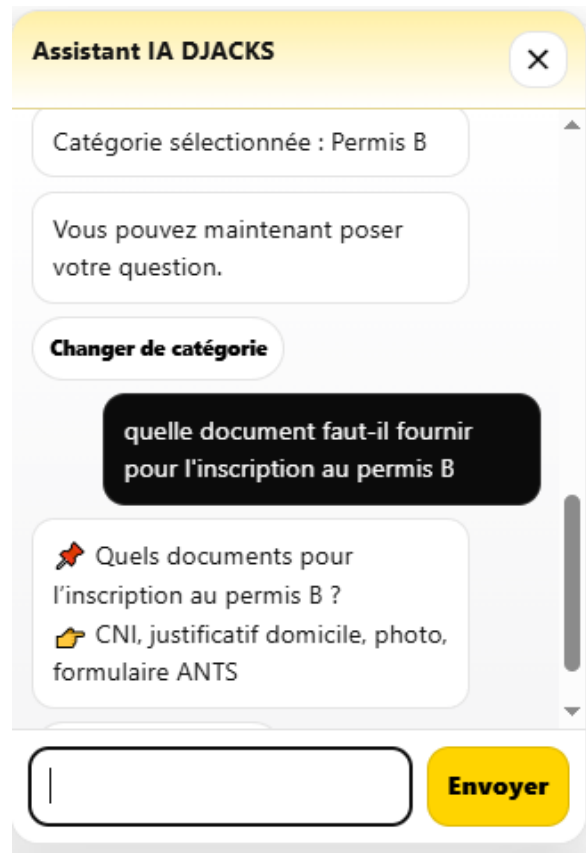 Assistant IA DJACKS
Catégorie sélectionnée : Permis B
Vous pouvez maintenant poser
votre question.
Changer de catégorie
quelle document faut-il fournir
pour l'inscription au permis B
📌 Quels documents pour
l’inscription au permis B ?
👉 CNI, justificatif domicile, photo,
formulaire ANTS
Envoyer